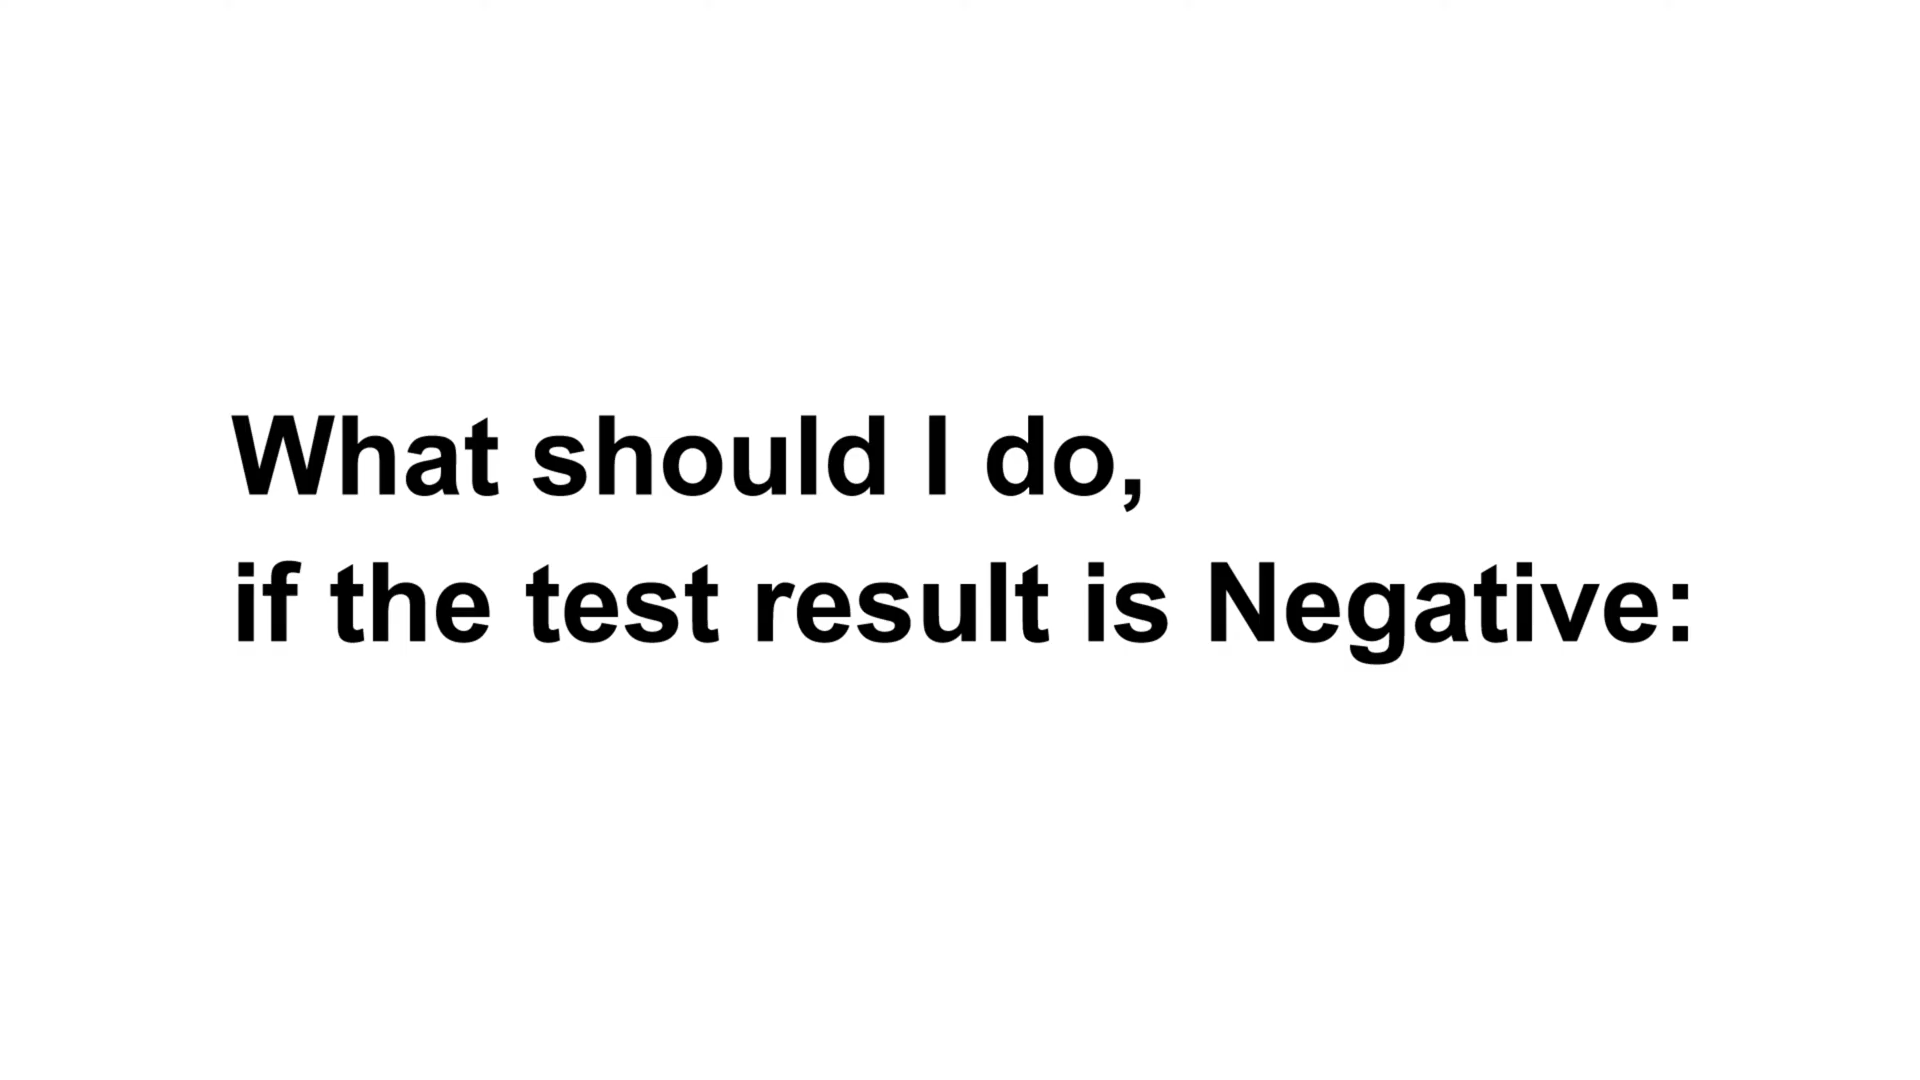 What should I do,
if the test result is Negative: